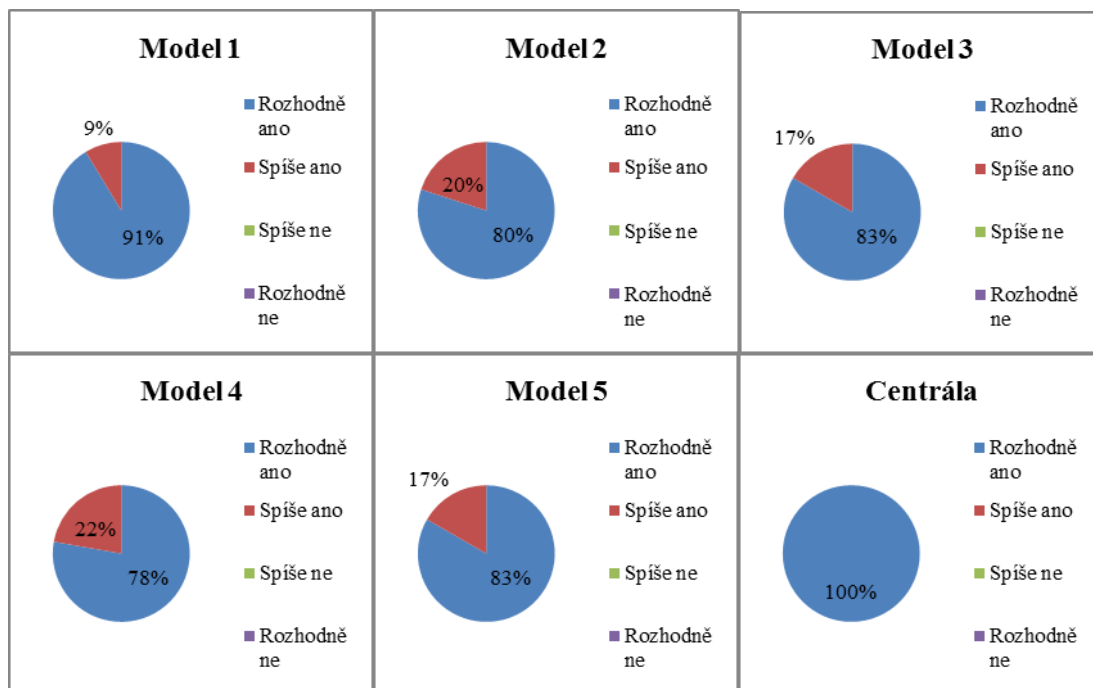 Model 1
Rozhodně
ano
Spíše ano
Spíše ne
Rozhodně
ne
9%
91%
Model 2
Rozhodně
ano
Spíše ano
Spíše ne
Rozhodně
ne
20%
80%
Model 3
Rozhodně
ano
Spíše ano
Spíše ne
Rozhodně
ne
17%
83%
Model 4
Rozhodně
ano
Spíše ano
Spíše ne
Rozhodně
ne
22%
78%
Model 5
Rozhodně
ano
Spíše ano
Spíše ne
Rozhodně
ne
17%
83%
Centrála
Rozhodně
ano
Spíše ano
Spíše ne
Rozhodně
ne
100%